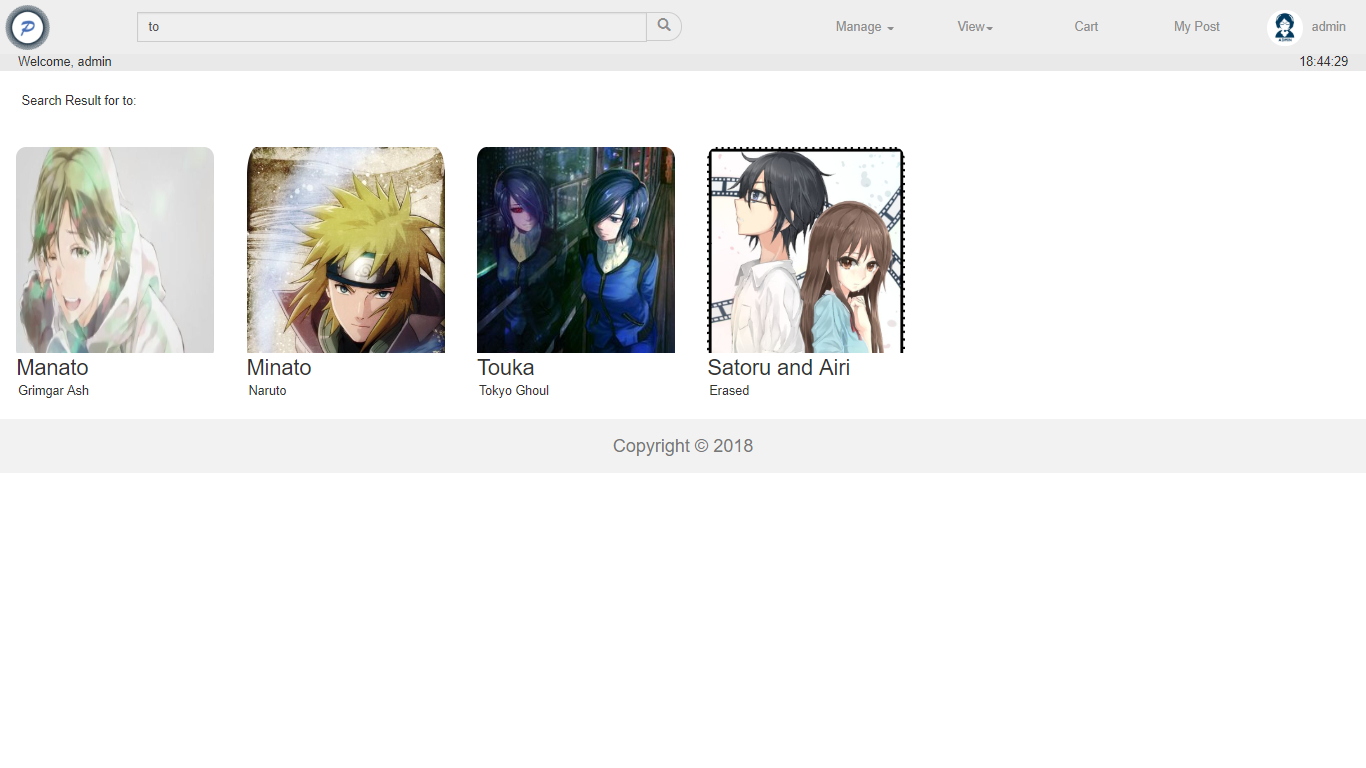 P
to
Manage
View
Cart
My Post
ADMIN
admin
Welcome, admin
18:44:29
Search Result for to:
Manato
Grimgar Ash
Minato
Naruto
Touka
Tokyo Ghoul
Satoru and Airi
Erased
Copyright © 2018